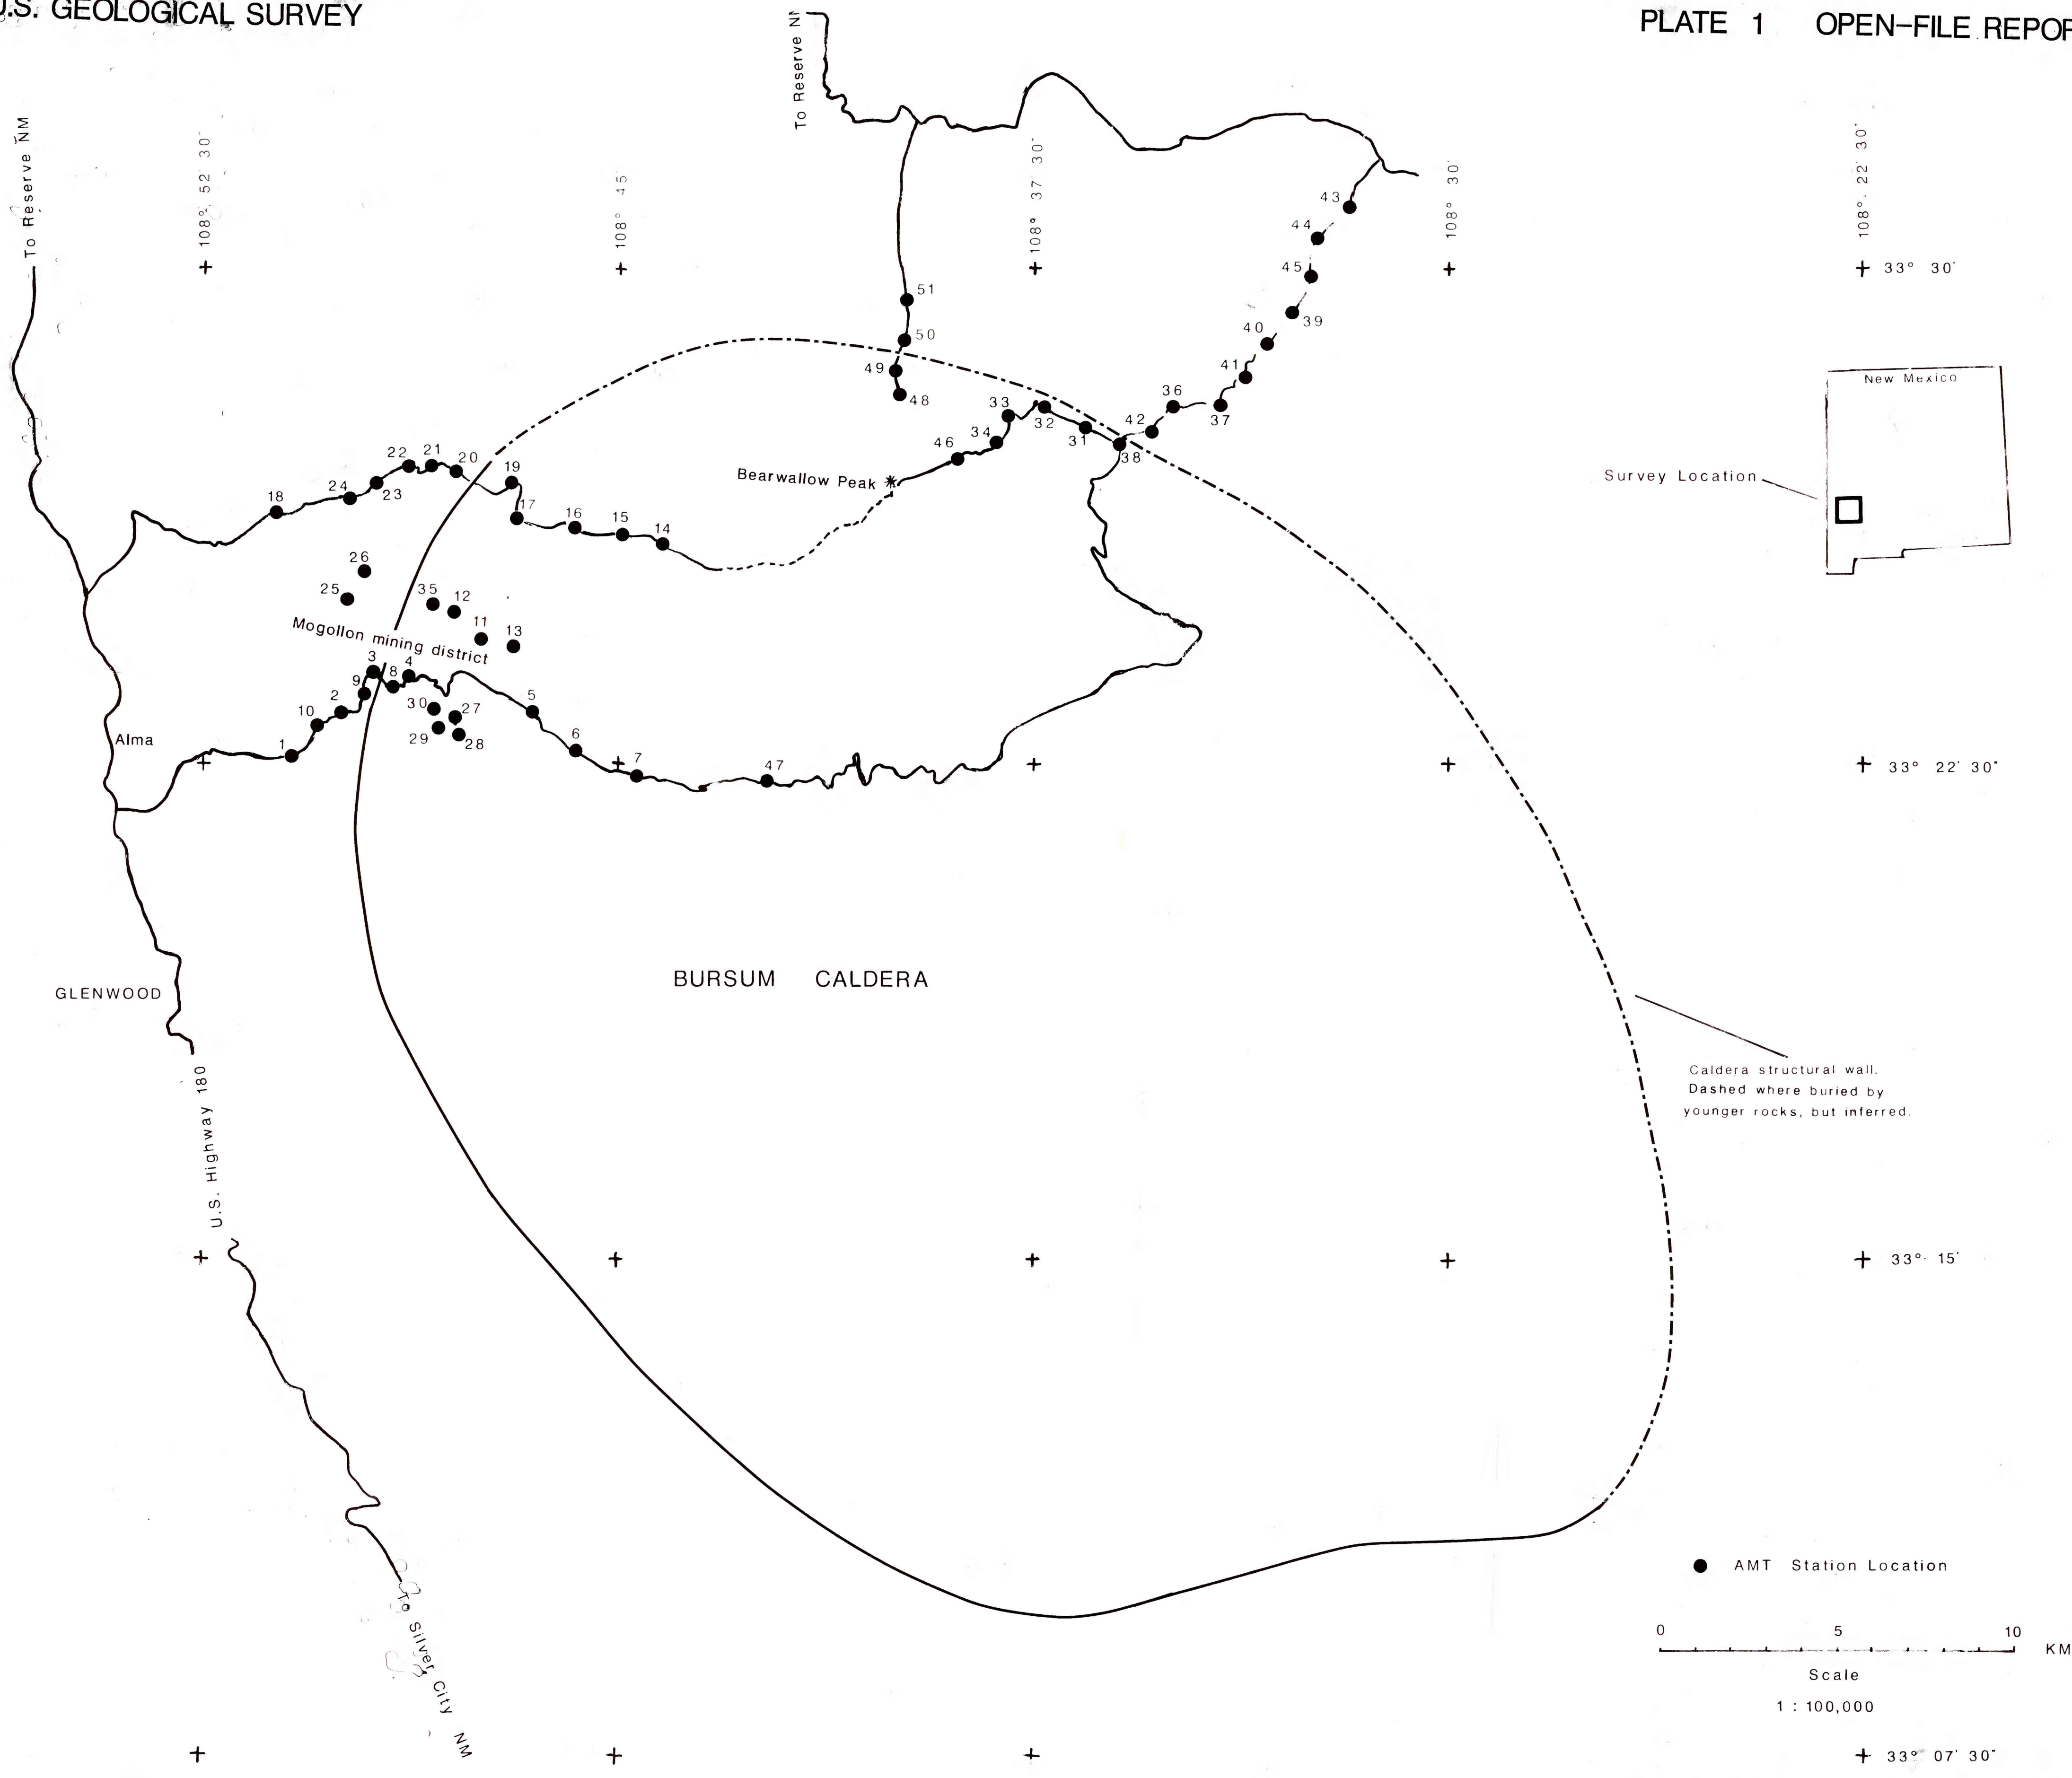 U.S. GEOLOGICAL SURVEY
PLATE 1 OPEN-FILE REPOR
To Reserve NM
To Reserve NM
108° 52' 30"
108° 45'
108° 37' 30"
108° 30'
108° 22' 30"
33° 30'
43
44
45
39
40
41
36
37
42
38
51
50
49
48
33
32
31
34
46
Bearwallow Peak
New Mexico
Survey Location
22
21
20
19
24
23
18
17
16
15
14
26
25
35
12
11
13
Mogollon mining district
3
8
4
9
2
10
1
30
27
29
28
5
6
7
47
Alma
33° 22' 30"
BURSUM CALDERA
GLENWOOD
U.S. Highway 180
Caldera structural wall.
Dashed where buried by
younger rocks, but inferred.
33° 15'
AMT Station Location
0 5 10
KM
Scale
1 : 100,000
To Silver City NM
33° 07' 30"